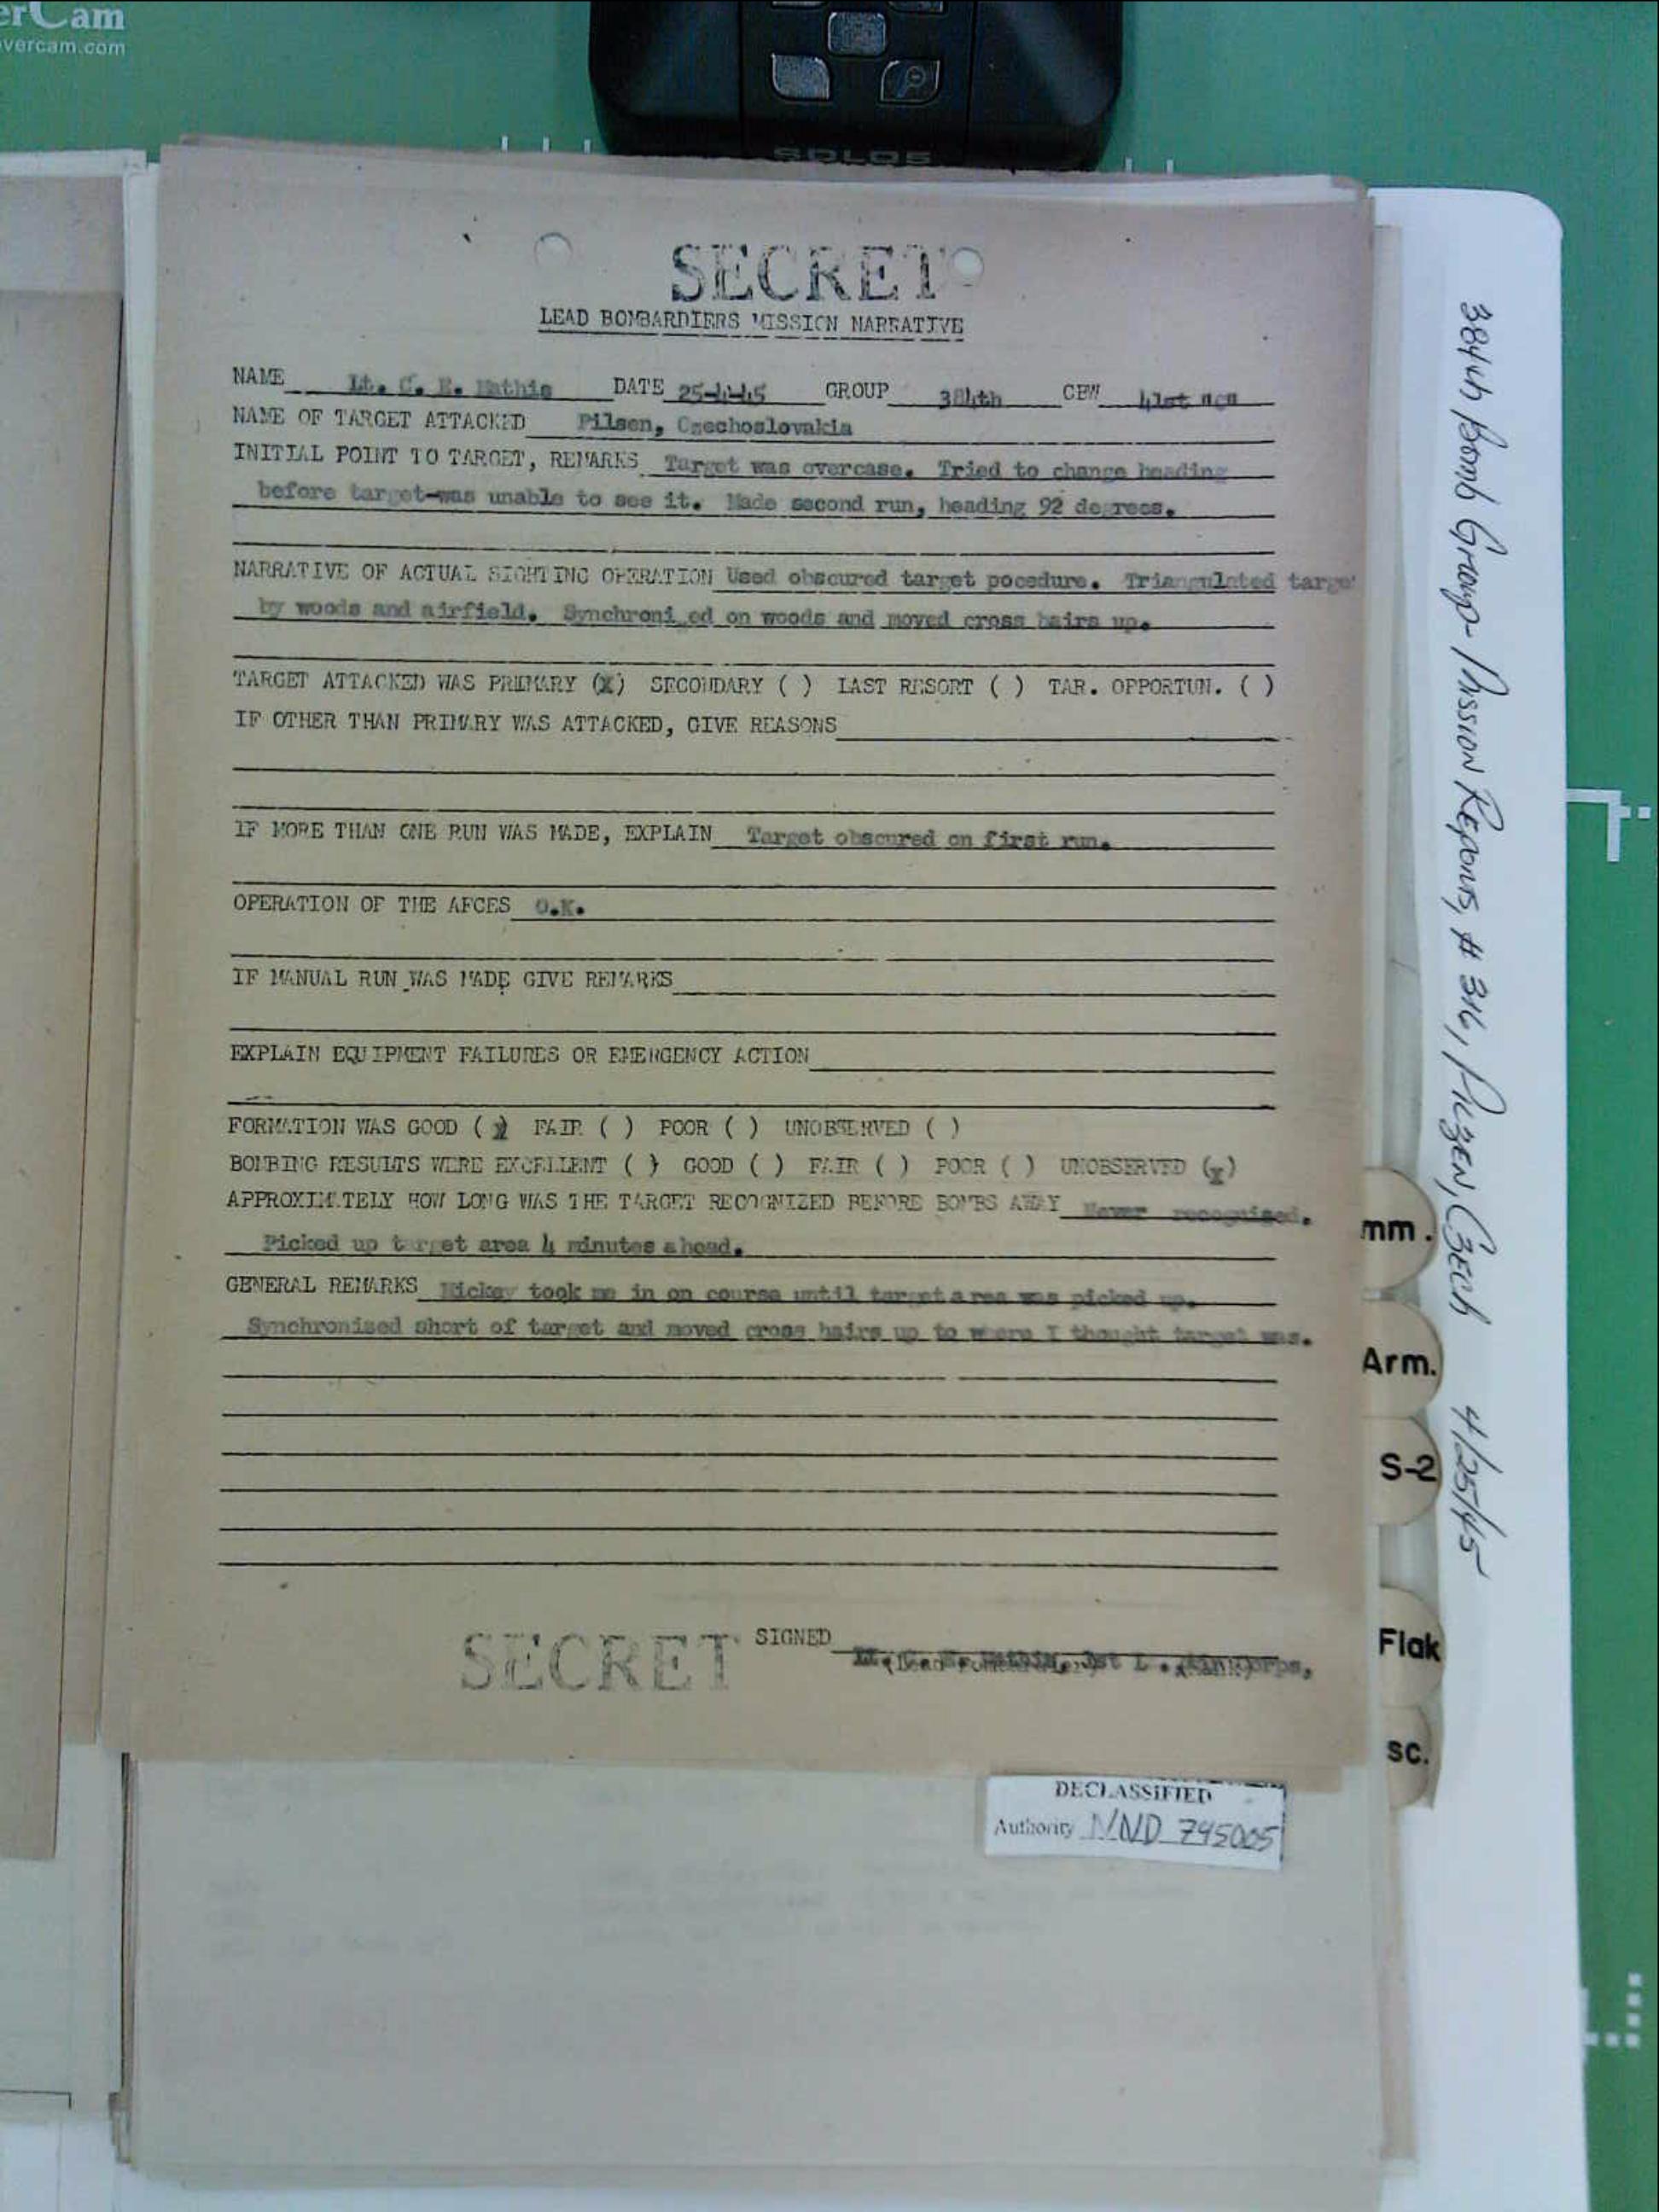 erCam
overcam.com
SOLO5
SECRET
LEAD BOMBARDIERS MISSION NARRATIVE
NAME Lt. C. E. Mathis DATE 25-4-45 GROUP 384th CBW 41st
NAME OF TARGET ATTACKED Pilsen, Czechoslovakia
INITIAL POINT TO TARGET, REMARKS Target was overcase. Tried to change heading
before target-was unable to see it. Made second run, heading 92 degrees.
NARRATIVE OF ACTUAL SIGHTING OPERATION Used obscured target pocedure. Triangulated targe
by woods and airfield. Synchroni ed on woods and moved cross hairs up.
TARGET ATTACKED WAS PRIMARY (X) SECONDARY ( ) LAST RESORT ( ) TAR. OPPORTUN. ( )
IF OTHER THAN PRIMARY WAS ATTACKED, GIVE REASONS
IF MORE THAN ONE RUN WAS MADE, EXPLAIN Target obscured on first run.
OPERATION OF THE AFCES O.K.
IF MANUAL RUN WAS MADE GIVE REMARKS
EXPLAIN EQUIPMENT FAILURES OR EMERGENCY ACTION
FORMATION WAS GOOD (x) FAIR ( ) POOR ( ) UNOBSERVED ( )
BOMBING RESULTS WERE EXCELLENT ( ) GOOD ( ) FAIR ( ) POOR ( ) UNOBSERVED (x)
APPROXIMATELY HOW LONG WAS THE TARGET RECOGNIZED BEFORE BOMBS AWAY Never recognized.
Picked up target area 4 minutes ahead.
GENERAL REMARKS Mickey took me in on course until target area was picked up.
Synchronized short of target and moved cross hairs up to where I thought target was.
SECRET
SIGNED
DECLASSIFIED
Authority NND 745005
384th Bomb Group- Mission Reports, # 316, Pilzen, Czech 4/25/45
mm.
Arm.
S-2
Flak
sc.